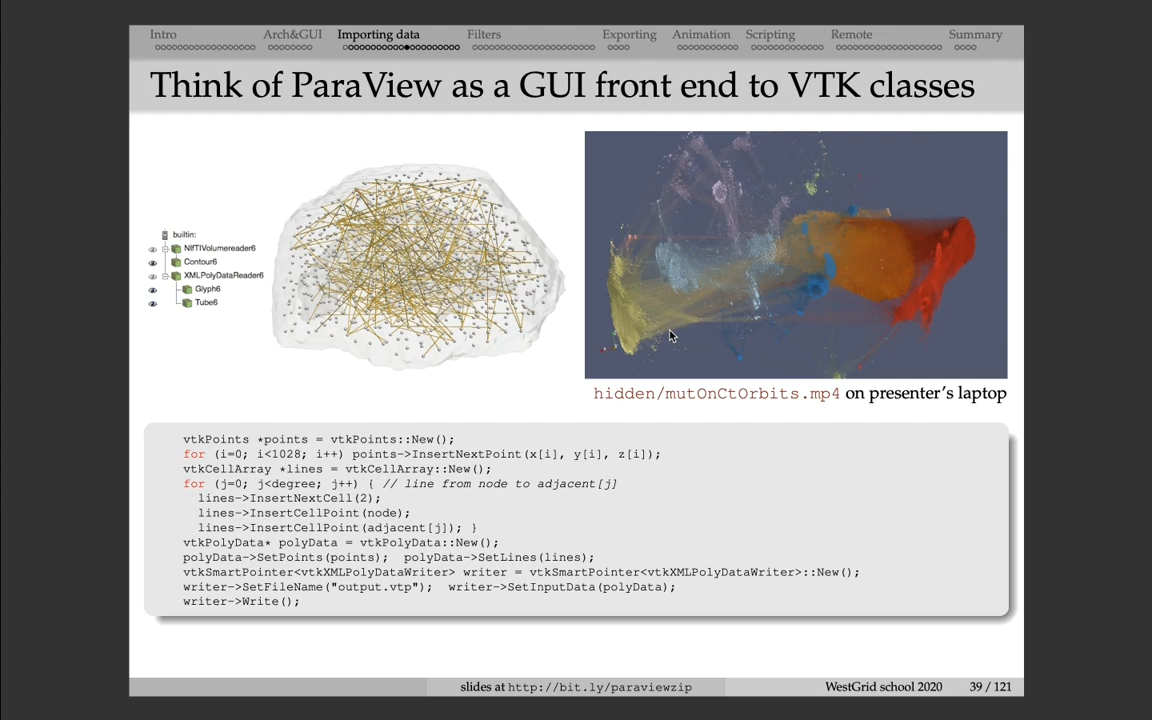 Intro Arch&GUI Importing data Filters Exporting Animation Scripting Remote Summary
Think of ParaView as a GUI front end to VTK classes
builtin:
NIfTIVolumereader6
Contour6
XMLPolyDataReader6
Glyph6
Tube6
hidden/mutOnCtOrbits.mp4 on presenter's laptop
vtkPoints *points = vtkPoints::New();
for (i=0; i<1028; i++) points->InsertNextPoint(x[i], y[i], z[i]);
vtkCellArray *lines = vtkCellArray::New();
for (j=0; j<degree; j++) { // line from node to adjacent[j]
lines->InsertNextCell(2);
lines->InsertCellPoint(node);
lines->InsertCellPoint(adjacent[j]); }
vtkPolyData* polyData = vtkPolyData::New();
polyData->SetPoints(points); polyData->SetLines(lines);
vtkSmartPointer<vtkXMLPolyDataWriter> writer = vtkSmartPointer<vtkXMLPolyDataWriter>::New();
writer->SetFileName("output.vtp"); writer->SetInputData(polyData);
writer->Write();
slides at http://bit.ly/paraviewzip WestGrid school 2020 39 / 121